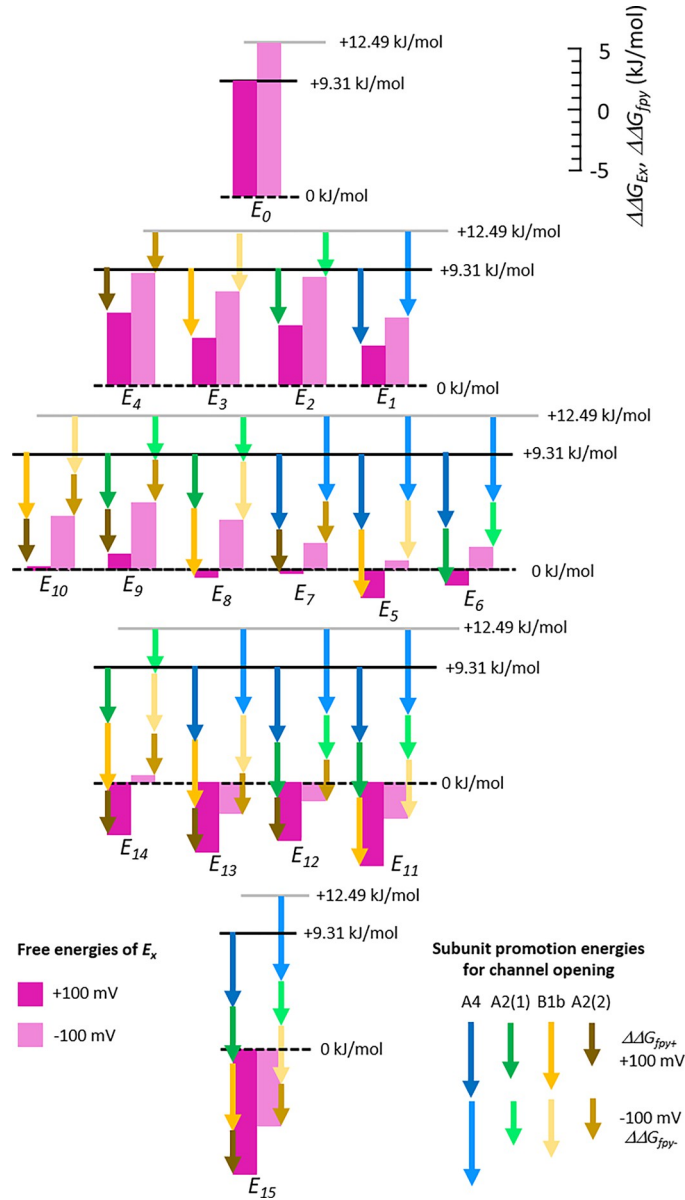 +12.49 kJ/mol
+9.31 kJ/mol
0 kJ/mol
E0
5
0
-5
ΔΔG_Ex, ΔΔG_fpy (kJ/mol)
+12.49 kJ/mol
+9.31 kJ/mol
0 kJ/mol
E4 E3 E2 E1
+12.49 kJ/mol
+9.31 kJ/mol
0 kJ/mol
E10 E9 E8 E7 E5 E6
+12.49 kJ/mol
+9.31 kJ/mol
0 kJ/mol
E14 E13 E12 E11
+12.49 kJ/mol
+9.31 kJ/mol
0 kJ/mol
E15
Free energies of Ex
+100 mV
-100 mV
Subunit promotion energies
for channel opening
A4 A2(1) B1b A2(2)
ΔΔG_fpy+
+100 mV
-100 mV
ΔΔG_fpy-